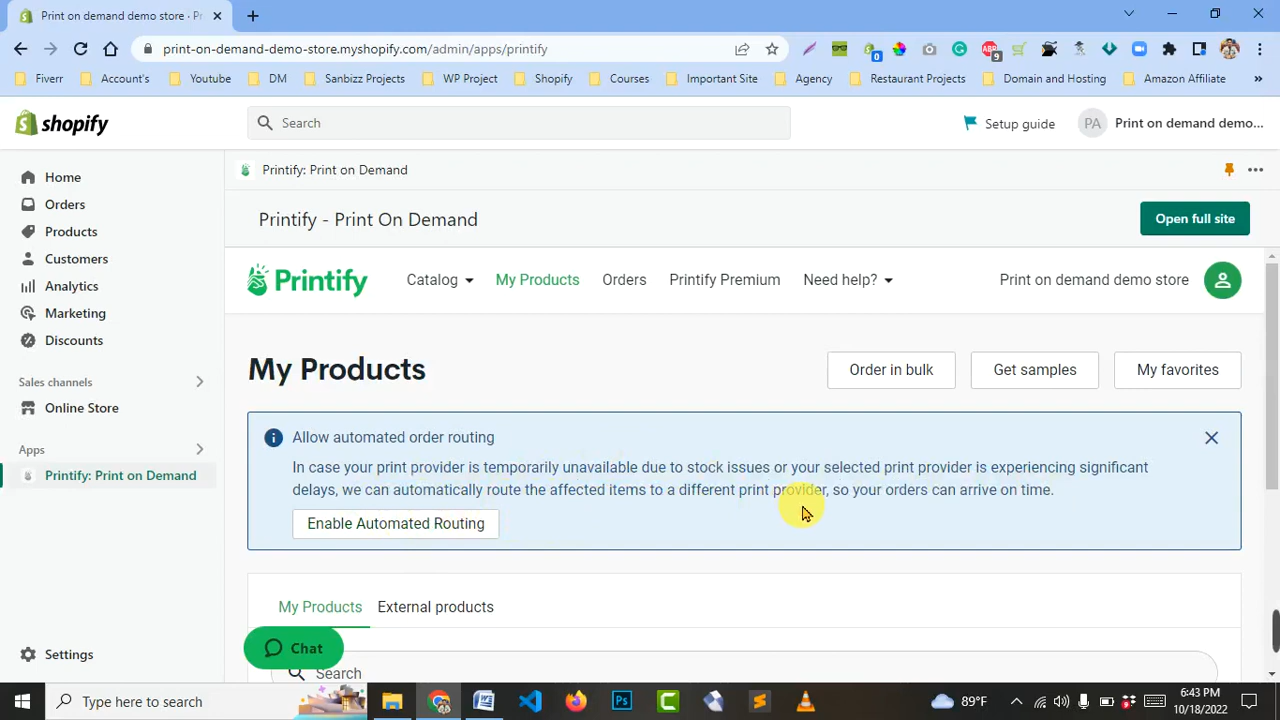 Print on demand demo store · Pr
print-on-demand-demo-store.myshopify.com/admin/apps/printify
0
9
Fiverr
Account's
Youtube
DM
Sanbizz Projects
WP Project
Shopify
Courses
Important Site
Agency
Restaurant Projects
Domain and Hosting
Amazon Affiliate
»
shopify
Search
Setup guide
PA
Print on demand demo...
Home
Orders
Products
Customers
Analytics
Marketing
Discounts
Sales channels
Online Store
Apps
Printify: Print on Demand
Settings
Printify: Print on Demand
Printify - Print On Demand
Open full site
Printify
Catalog
My Products
Orders
Printify Premium
Need help?
Print on demand demo store
My Products
Order in bulk
Get samples
My favorites
Allow automated order routing
In case your print provider is temporarily unavailable due to stock issues or your selected print provider is experiencing significant
delays, we can automatically route the affected items to a different print provider, so your orders can arrive on time.
Enable Automated Routing
My Products
External products
Chat
Search
Type here to search
Ps
89°F
6:43 PM
10/18/2022